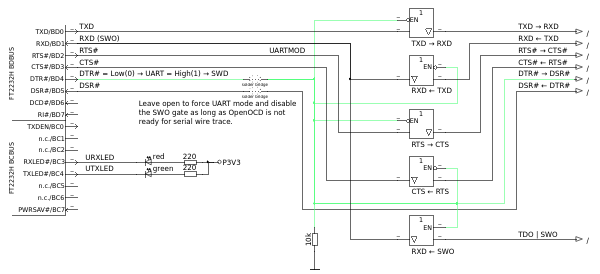 FT2232H BDBUS
TXD/BD0
RXD/BD1
RTS#/BD2
CTS#/BD3
DTR#/BD4
DSR#/BD5
DCD#/BD6
RI#/BD7
FT2232H BCBUS
TXDEN/BC0
n.c./BC1
n.c./BC2
RXLED#/BC3
TXLED#/BC4
n.c./BC5
n.c./BC6
PWRSAV#/BC7
TXD
RXD (SWO)
RTS#
UARTMOD
CTS#
DTR# = Low(0) → UART = High(1) → SWD
DSR#
Solder Bridge
Solder Bridge
Leave open to force UART mode and disable
the SWO gate as long as OpenOCD is not
ready for serial wire trace.
URXLED
red
220
UTXLED
green
220
P3V3
10k
1
EN
TXD → RXD
1
EN
RXD ← TXD
1
EN
RTS → CTS
1
EN
CTS ← RTS
1
EN
RXD ← SWO
TXD → RXD
RXD ← TXD
RTS# → CTS#
CTS# ← RTS#
DTR# → DSR#
DSR# ← DTR#
TDO | SWO